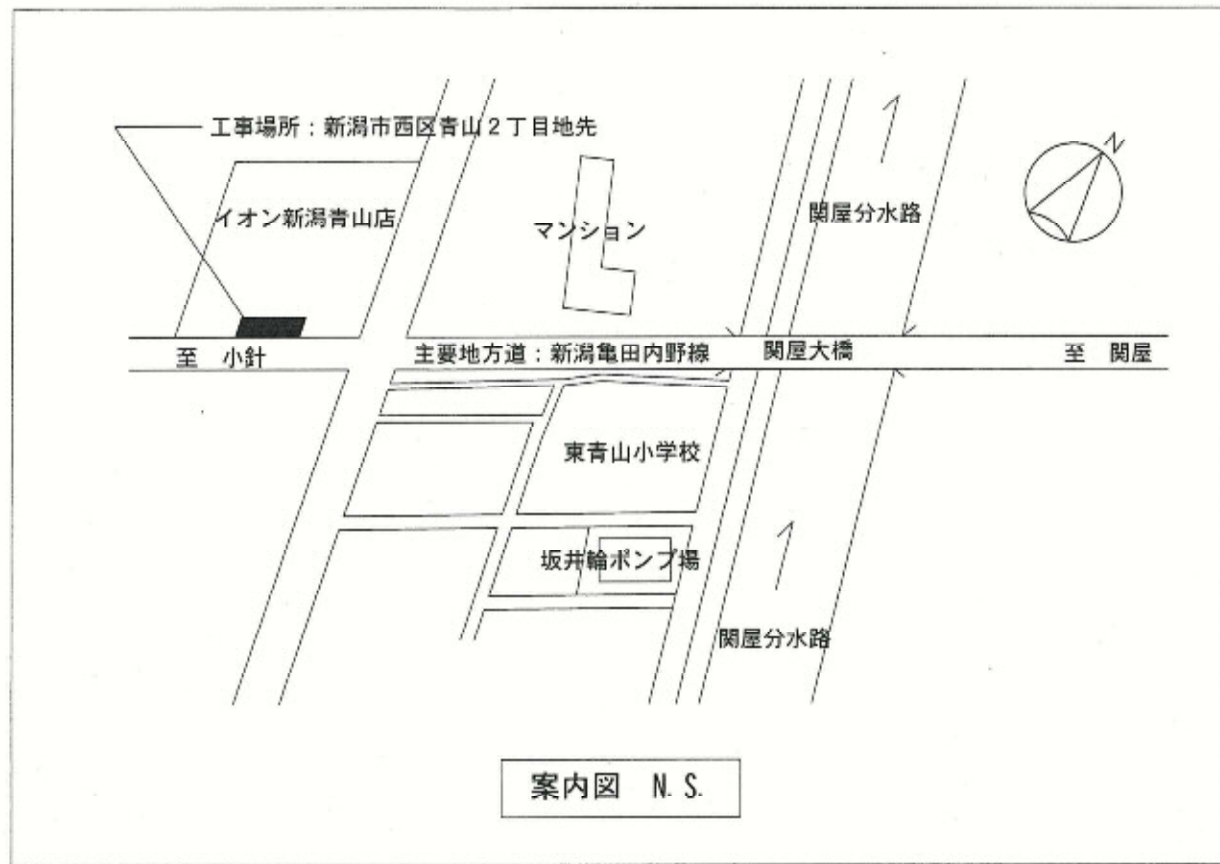 工事場所：新潟市西区青山２丁目地先
N
イオン新潟青山店
マンション
関屋分水路
至　小針
主要地方道：新潟亀田内野線
関屋大橋
至　関屋
東青山小学校
坂井輪ポンプ場
関屋分水路
案内図　N. S.